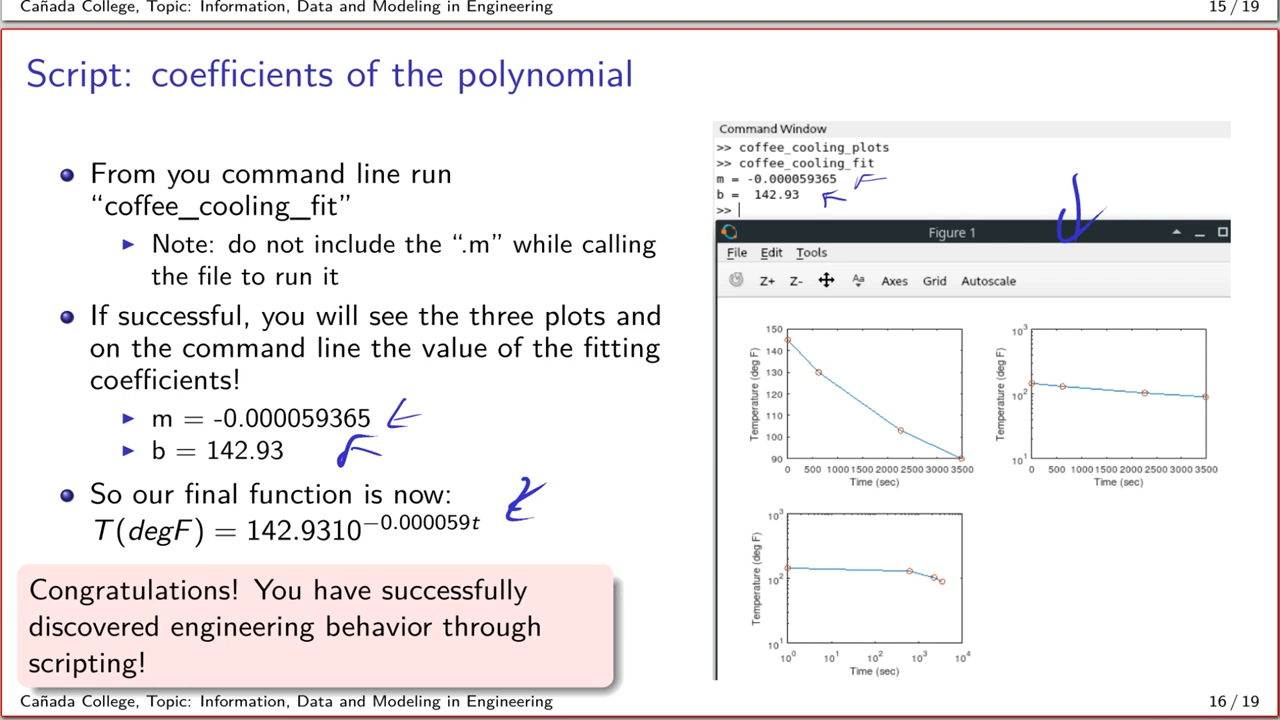 Cañada College, Topic: Information, Data and Modeling in Engineering 15 / 19
Script: coefficients of the polynomial
From you command line run
“coffee_cooling_fit”
Note: do not include the “.m” while calling
the file to run it
If successful, you will see the three plots and
on the command line the value of the fitting
coefficients!
m = -0.000059365
b = 142.93
So our final function is now:
T(degF) = 142.9310^{-0.000059t}
Congratulations! You have successfully
discovered engineering behavior through
scripting!
Command Window
>> coffee_cooling_plots
>> coffee_cooling_fit
m = -0.000059365
b = 142.93
>>
Figure 1
File Edit Tools
Z+ Z- Aa Axes Grid Autoscale
Temperature (deg F)
150
140
130
120
110
100
90
0 500 1000 1500 2000 2500 3000 3500
Time (sec)
Temperature (deg F)
10^3
10^2
10^1
0 500 1000 1500 2000 2500 3000 3500
Time (sec)
Temperature (deg F)
10^3
10^2
10^1
10^0 10^1 10^2 10^3 10^4
Time (sec)
Cañada College, Topic: Information, Data and Modeling in Engineering 16 / 19